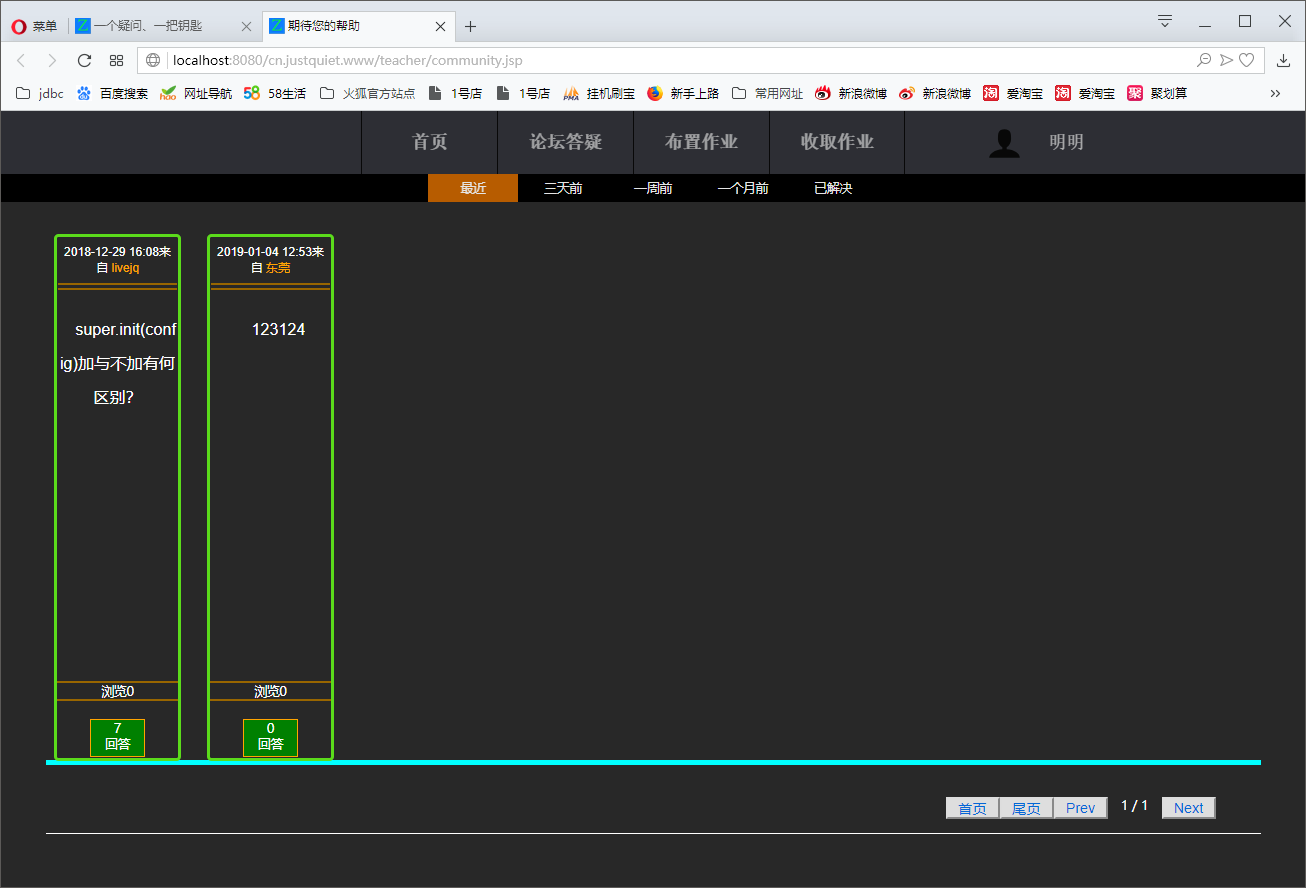 菜单 一个疑问、一把钥匙 期待您的帮助
localhost:8080/cn.justquiet.www/teacher/community.jsp
jdbc 百度搜索 网址导航 58生活 火狐官方站点 1号店 1号店 挂机刷宝 新手上路 常用网址 新浪微博 新浪微博 爱淘宝 爱淘宝 聚划算
首页 论坛答疑 布置作业 收取作业 明明
最近 三天前 一周前 一个月前 已解决
2018-12-29 16:08来
自 livejq
super.init(conf
ig)加与不加有何
区别?
浏览0
7
回答
2019-01-04 12:53来
自 东莞
123124
浏览0
0
回答
首页 尾页 Prev 1 / 1 Next